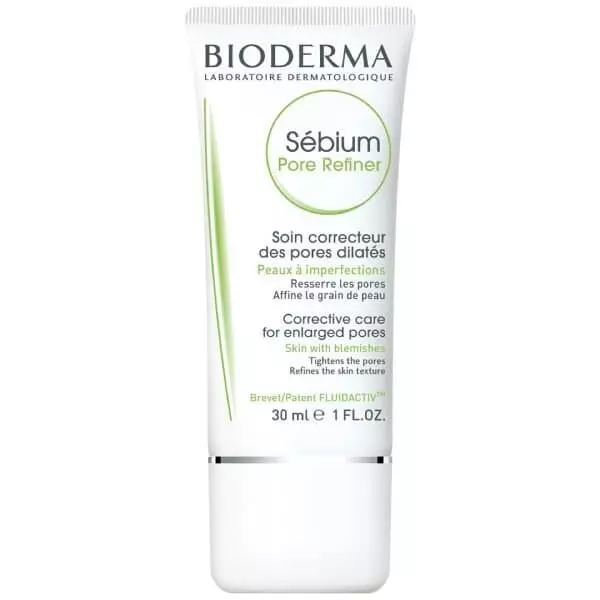 BIODERMA
LABORATOIRE DERMATOLOGIQUE
Sébium
Pore Refiner
Soin correcteur
des pores dilatés
Peaux à imperfections
Resserre les pores
Affine le grain de peau
Corrective care
for enlarged pores
Skin with blemishes
Tightens the pores
Refines the skin texture
Brevet/Patent FLUIDACTIV™
30 ml ℮ 1 FL.OZ.